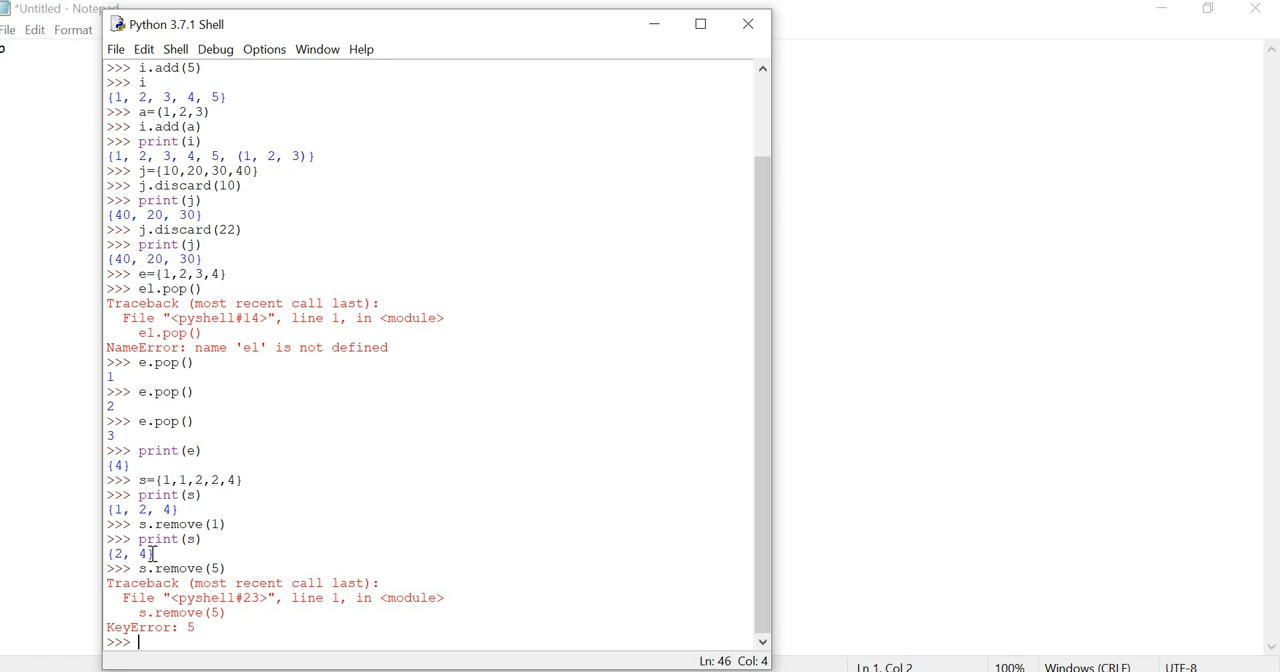 *Untitled - Notepad
File Edit Format
Python 3.7.1 Shell
File Edit Shell Debug Options Window Help
>>> i.add(5)
>>> i
{1, 2, 3, 4, 5}
>>> a=(1,2,3)
>>> i.add(a)
>>> print(i)
{1, 2, 3, 4, 5, (1, 2, 3)}
>>> j={10,20,30,40}
>>> j.discard(10)
>>> print(j)
{40, 20, 30}
>>> j.discard(22)
>>> print(j)
{40, 20, 30}
>>> e={1,2,3,4}
>>> el.pop()
Traceback (most recent call last):
  File "<pyshell#14>", line 1, in <module>
    el.pop()
NameError: name 'el' is not defined
>>> e.pop()
1
>>> e.pop()
2
>>> e.pop()
3
>>> print(e)
{4}
>>> s={1,1,2,2,4}
>>> print(s)
{1, 2, 4}
>>> s.remove(1)
>>> print(s)
{2, 4}
>>> s.remove(5)
Traceback (most recent call last):
  File "<pyshell#23>", line 1, in <module>
    s.remove(5)
KeyError: 5
>>>
Ln: 46 Col: 4
Ln 1, Col 2 100% Windows (CRLF) UTF-8